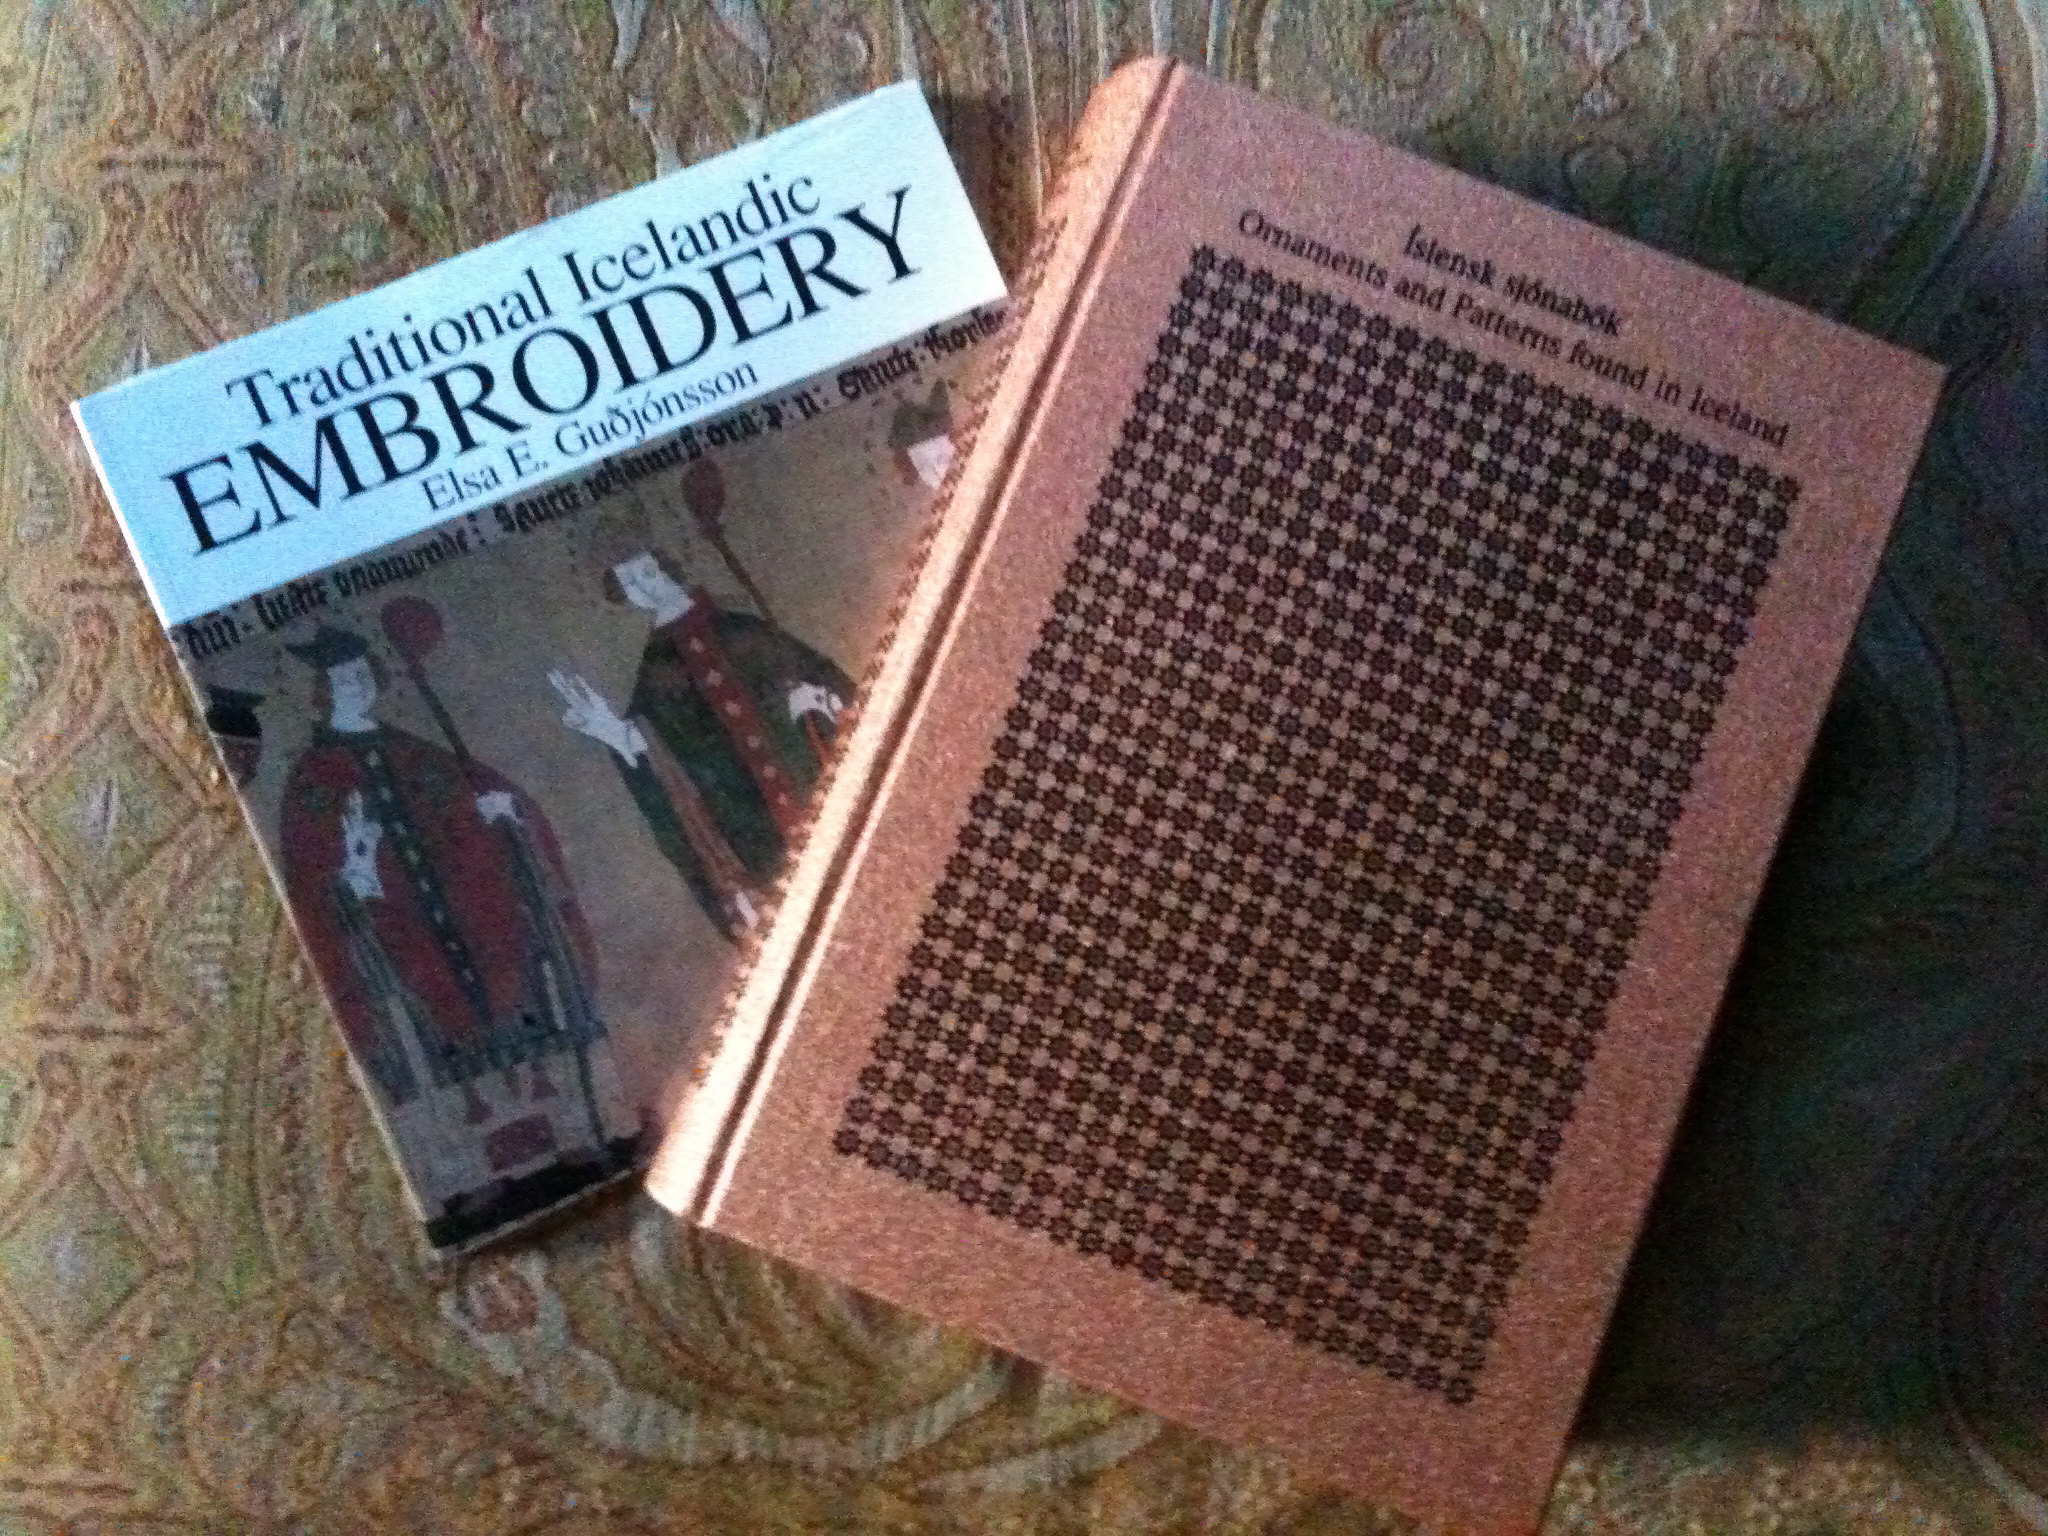 Traditional Icelandic
EMBROIDERY
Elsa E. Guðjónsson
Íslensk sjónabók
Ornaments and Patterns found in Iceland